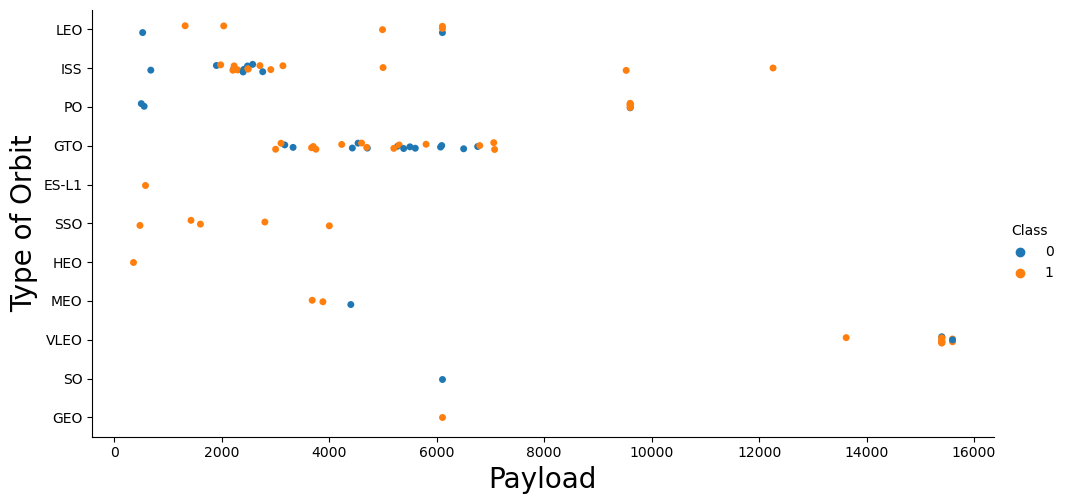 Type of Orbit
LEO
ISS
PO
GTO
ES-L1
SSO
HEO
MEO
VLEO
SO
GEO
0 2000 4000 6000 8000 10000 12000 14000 16000
Payload
Class
0
1